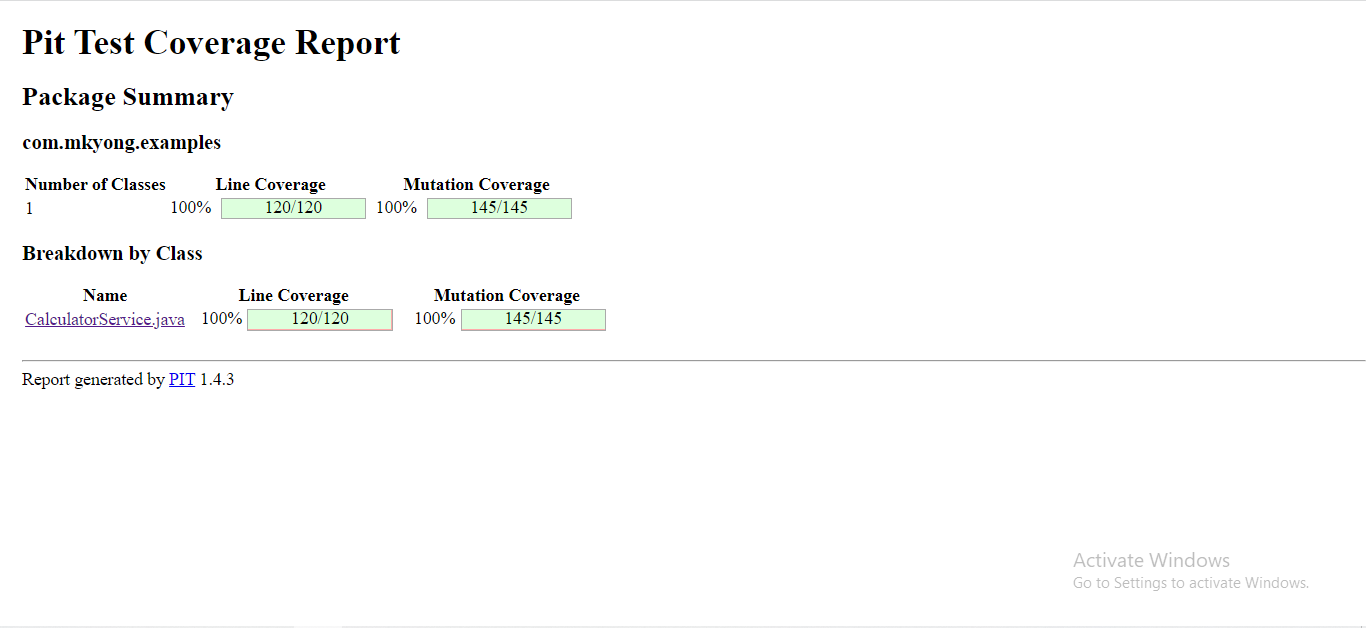 Pit Test Coverage Report
Package Summary
com.mkyong.examples
Number of Classes Line Coverage Mutation Coverage
1 100% 120/120 100% 145/145
Breakdown by Class
Name Line Coverage Mutation Coverage
CalculatorService.java 100% 120/120 100% 145/145
Report generated by PIT 1.4.3
Activate Windows
Go to Settings to activate Windows.